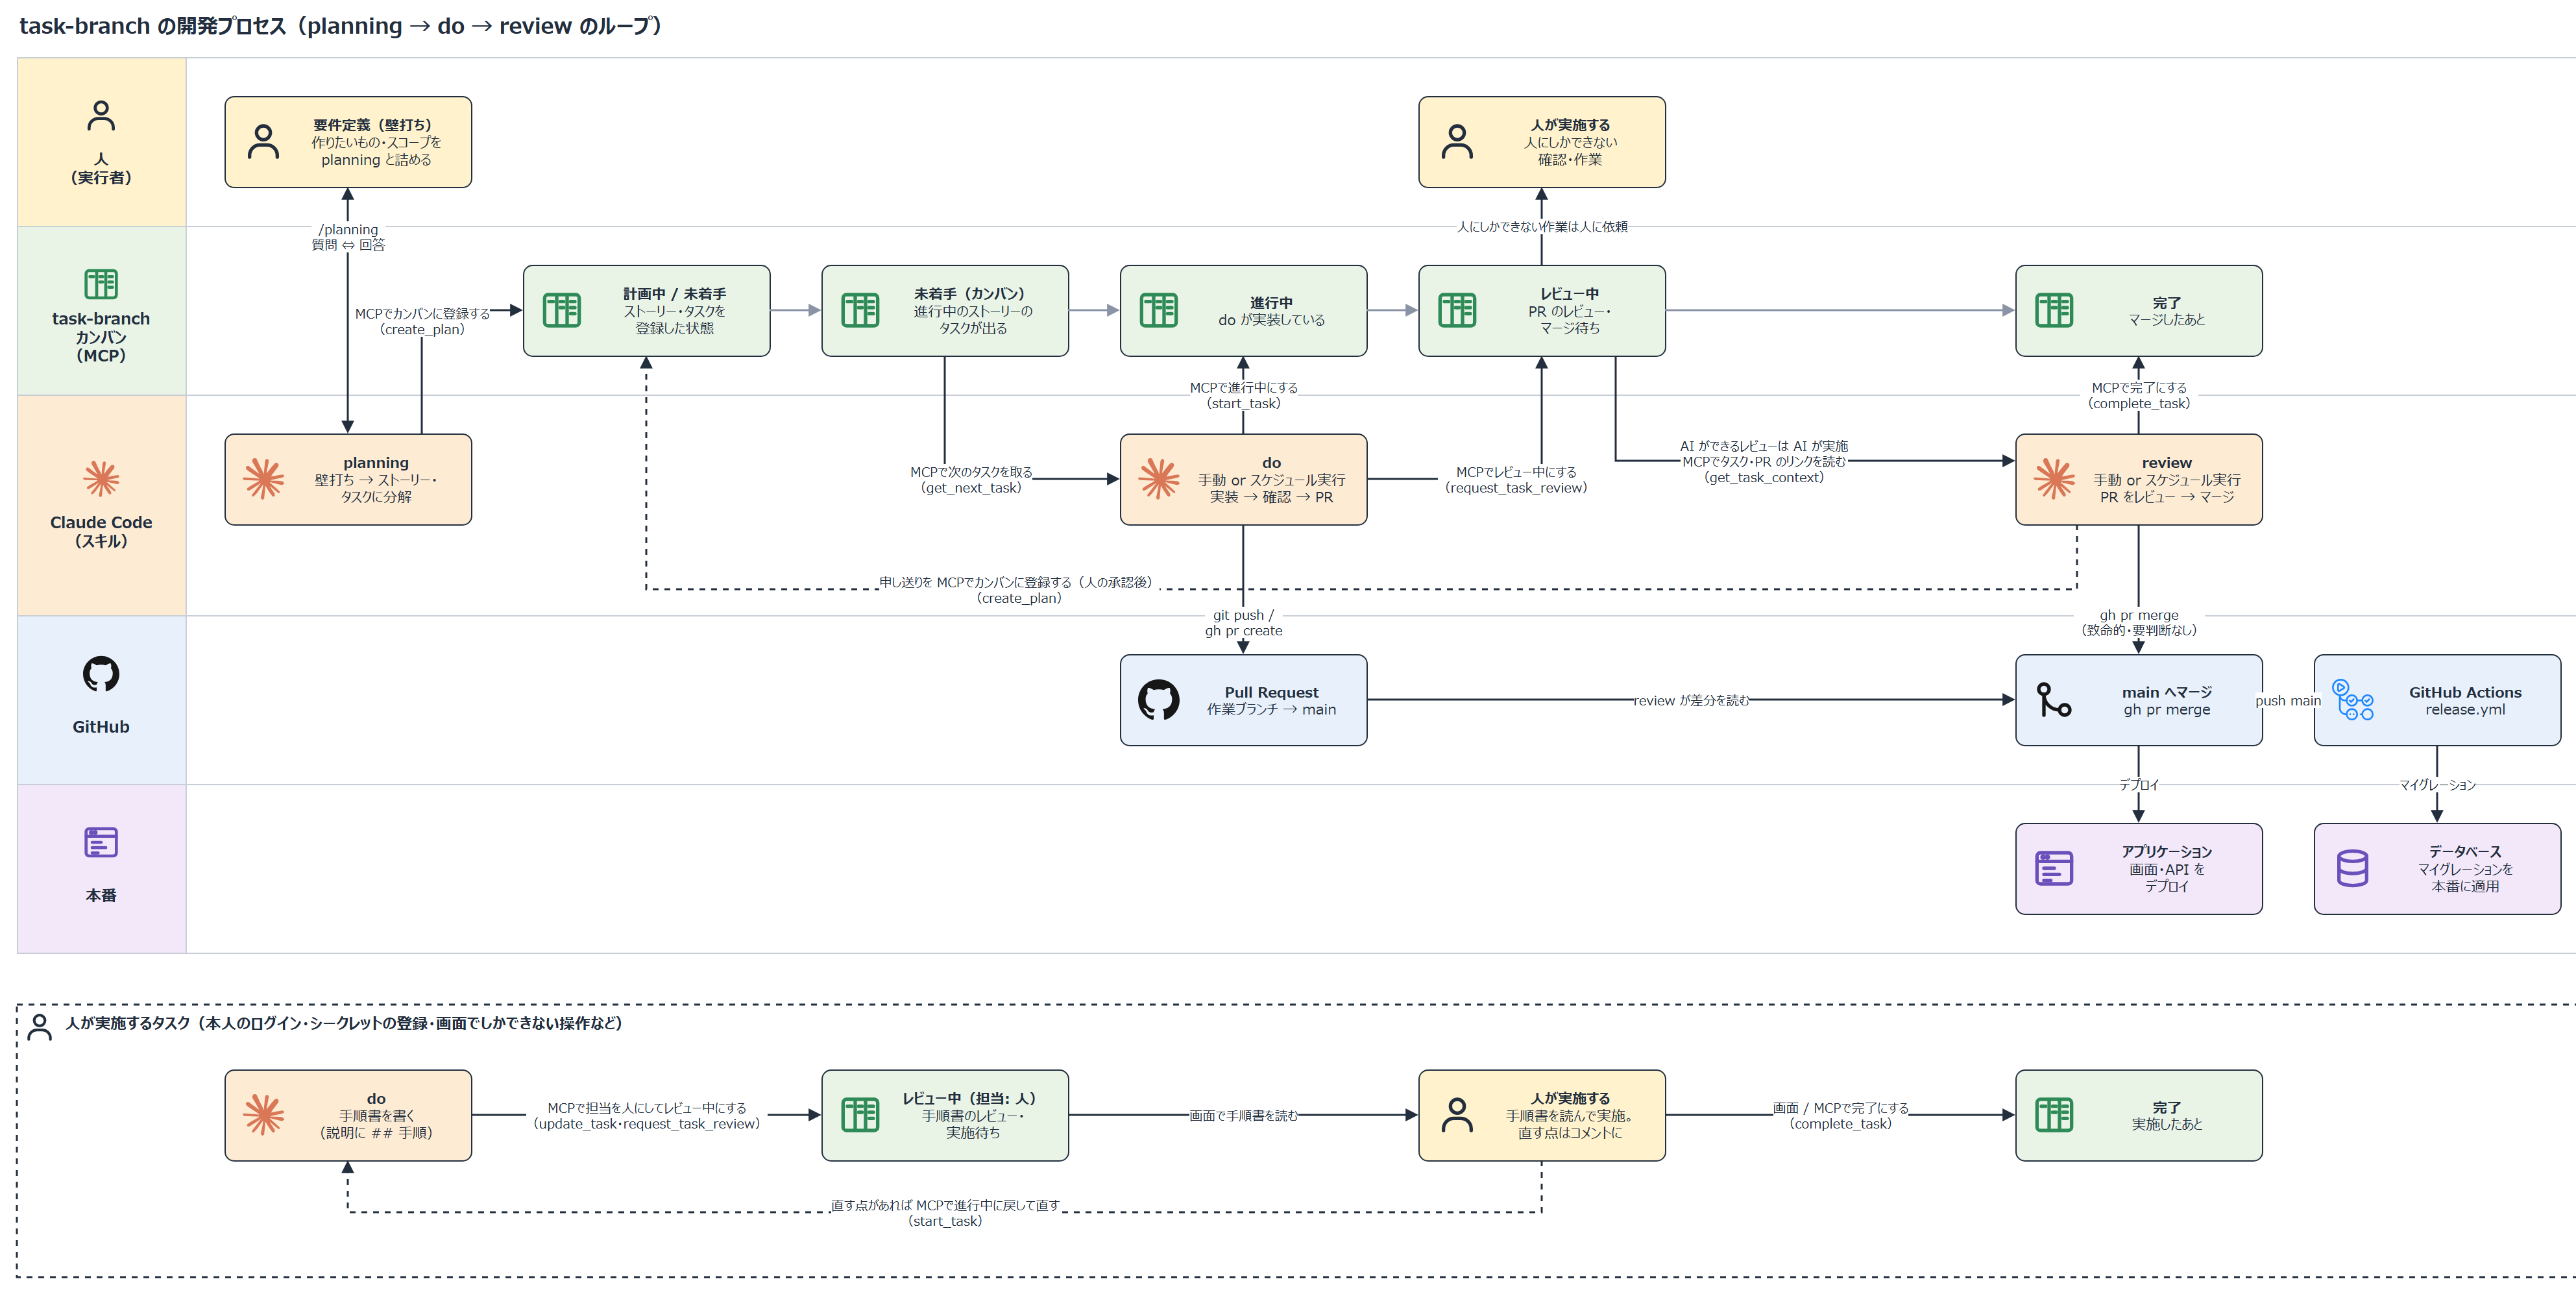 task-branch の開発プロセス（planning → do → review のループ）
人
（実行者）
要件定義（壁打ち）
作りたいもの・スコープを
planning と詰める
人が実施する
人にしかできない
確認・作業
/planning
質問 ⇔ 回答
人にしかできない作業は人に依頼
task-branch
カンバン
（MCP）
MCPでカンバンに登録する
（create_plan）
計画中 / 未着手
ストーリー・タスクを
登録した状態
未着手（カンバン）
進行中のストーリーの
タスクが出る
進行中
do が実装している
レビュー中
PR のレビュー・
マージ待ち
完了
マージしたあと
MCPで進行中にする
（start_task）
MCPで完了にする
（complete_task）
Claude Code
（スキル）
planning
壁打ち → ストーリー・
タスクに分解
MCPで次のタスクを取る
（get_next_task）
do
手動 or スケジュール実行
実装 → 確認 → PR
MCPでレビュー中にする
（request_task_review）
AI ができるレビューは AI が実施
MCPでタスク・PR のリンクを読む
（get_task_context）
review
手動 or スケジュール実行
PR をレビュー → マージ
申し送りを MCPでカンバンに登録する（人の承認後）
（create_plan）
git push /
gh pr create
gh pr merge
（致命的・要判断なし）
GitHub
Pull Request
作業ブランチ → main
review が差分を読む
main へマージ
gh pr merge
push main
GitHub Actions
release.yml
デプロイ
マイグレーション
本番
アプリケーション
画面・API を
デプロイ
データベース
マイグレーションを
本番に適用
人が実施するタスク（本人のログイン・シークレットの登録・画面でしかできない操作など）
do
手順書を書く
（説明に ## 手順）
MCPで担当を人にしてレビュー中にする
（update_task・request_task_review）
レビュー中（担当: 人）
手順書のレビュー・
実施待ち
画面で手順書を読む
人が実施する
手順書を読んで実施。
直す点はコメントに
画面 / MCPで完了にする
（complete_task）
完了
実施したあと
直す点があれば MCPで進行中に戻して直す
（start_task）